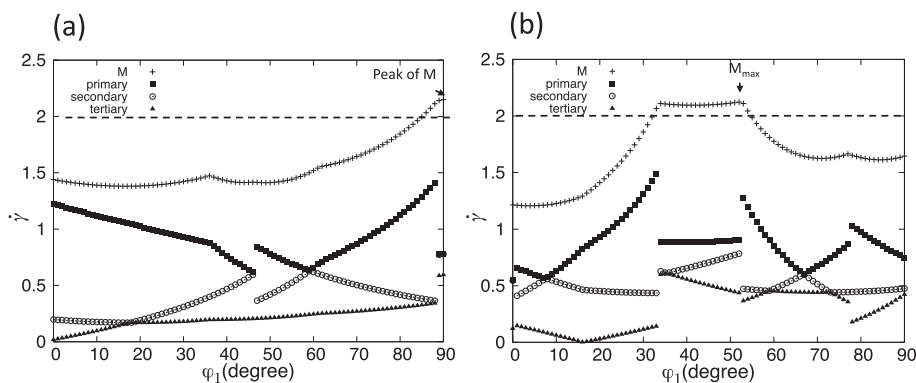 (a)
2.5
2
1.5
1
0.5
0
M
primary
secondary
tertiary
Peak of M
γ̇
0 10 20 30 40 50 60 70 80 90
φ1(degree)
(b)
2.5
2
1.5
1
0.5
0
M
primary
secondary
tertiary
Mmax
γ̇
0 10 20 30 40 50 60 70 80 90
φ1(degree)